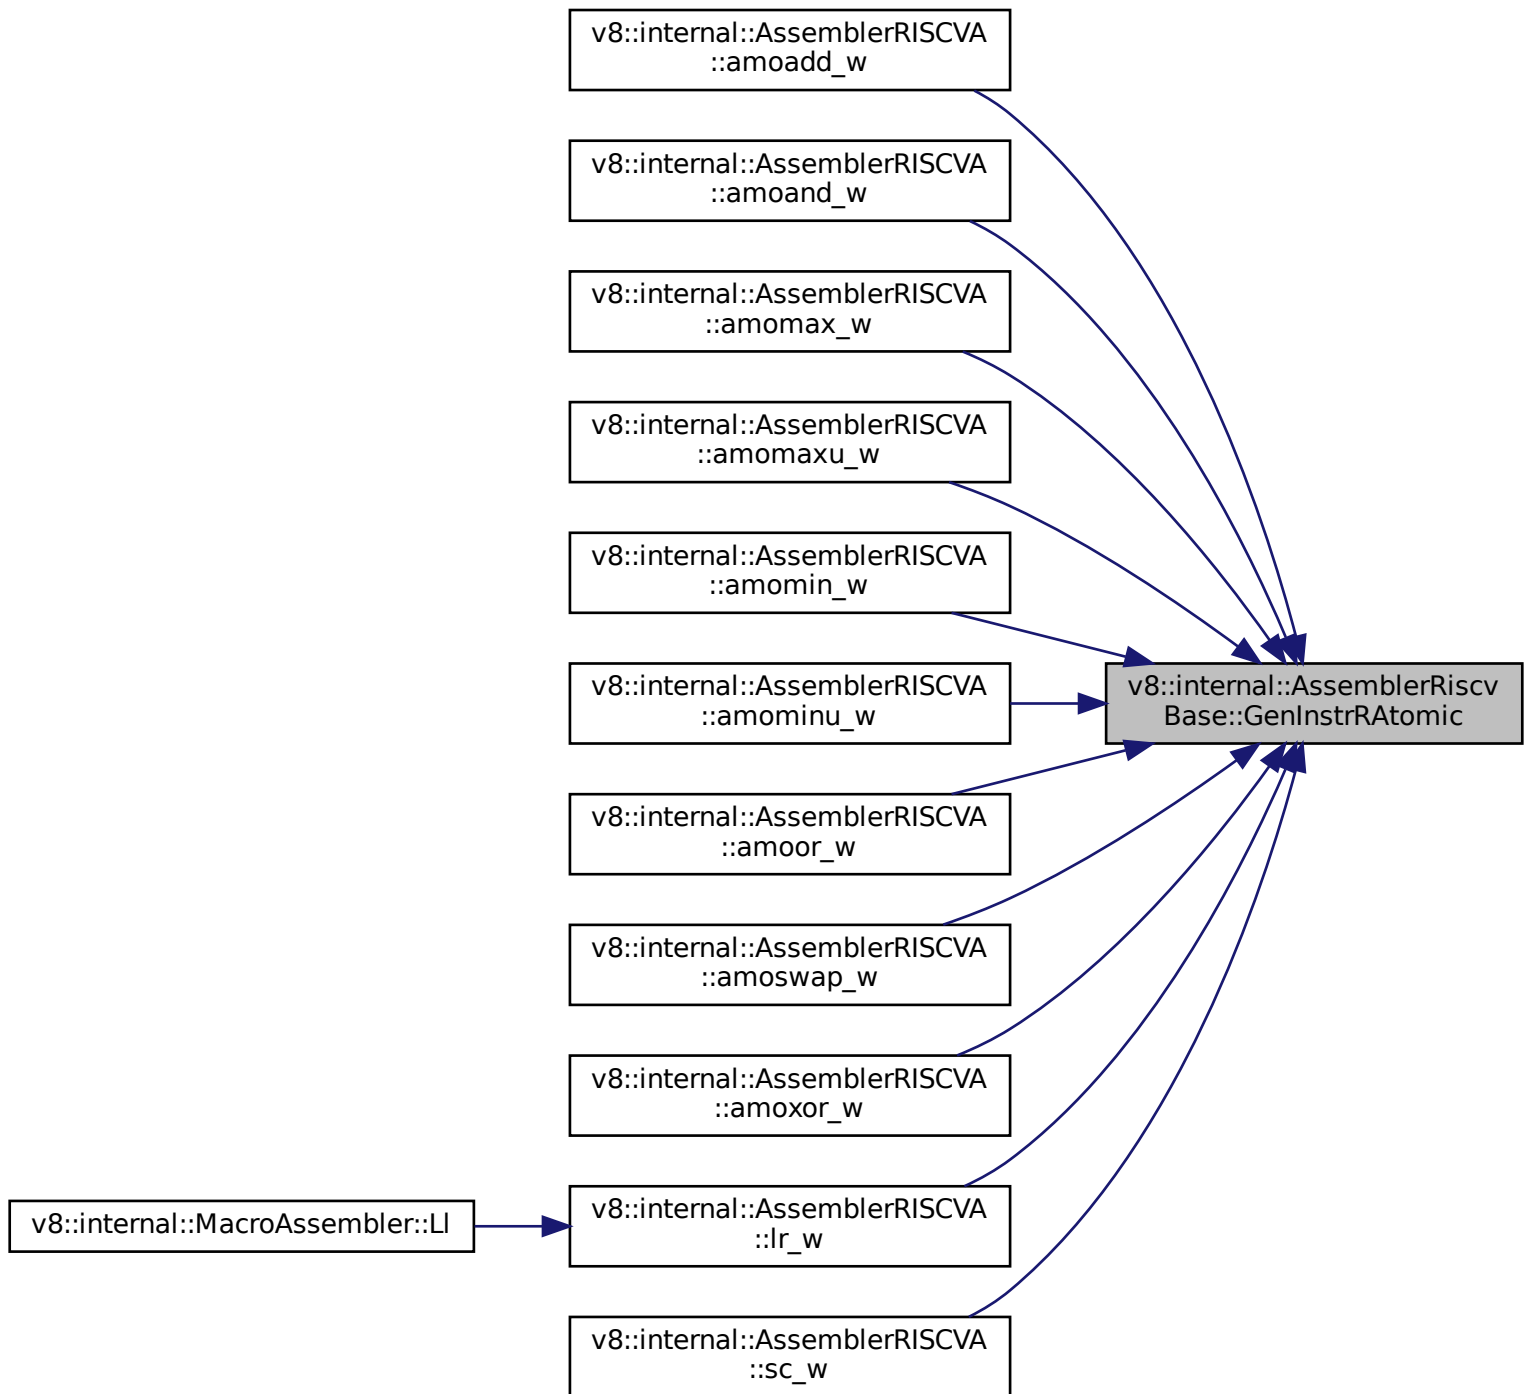 v8::internal::AssemblerRISCVA
::amoadd_w
v8::internal::AssemblerRISCVA
::amoand_w
v8::internal::AssemblerRISCVA
::amomax_w
v8::internal::AssemblerRISCVA
::amomaxu_w
v8::internal::AssemblerRISCVA
::amomin_w
v8::internal::AssemblerRISCVA
::amominu_w
v8::internal::AssemblerRiscv
Base::GenInstrRAtomic
v8::internal::AssemblerRISCVA
::amoor_w
v8::internal::AssemblerRISCVA
::amoswap_w
v8::internal::AssemblerRISCVA
::amoxor_w
v8::internal::MacroAssembler::Ll
v8::internal::AssemblerRISCVA
::lr_w
v8::internal::AssemblerRISCVA
::sc_w